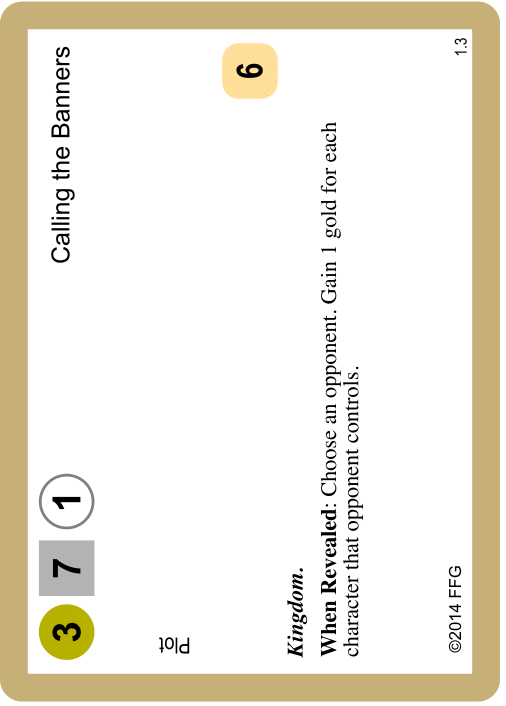 Calling the Banners
3 7 1
6
Plot
Kingdom.
When Revealed: Choose an opponent. Gain 1 gold for each
character that opponent controls.
©2014 FFG
1.3